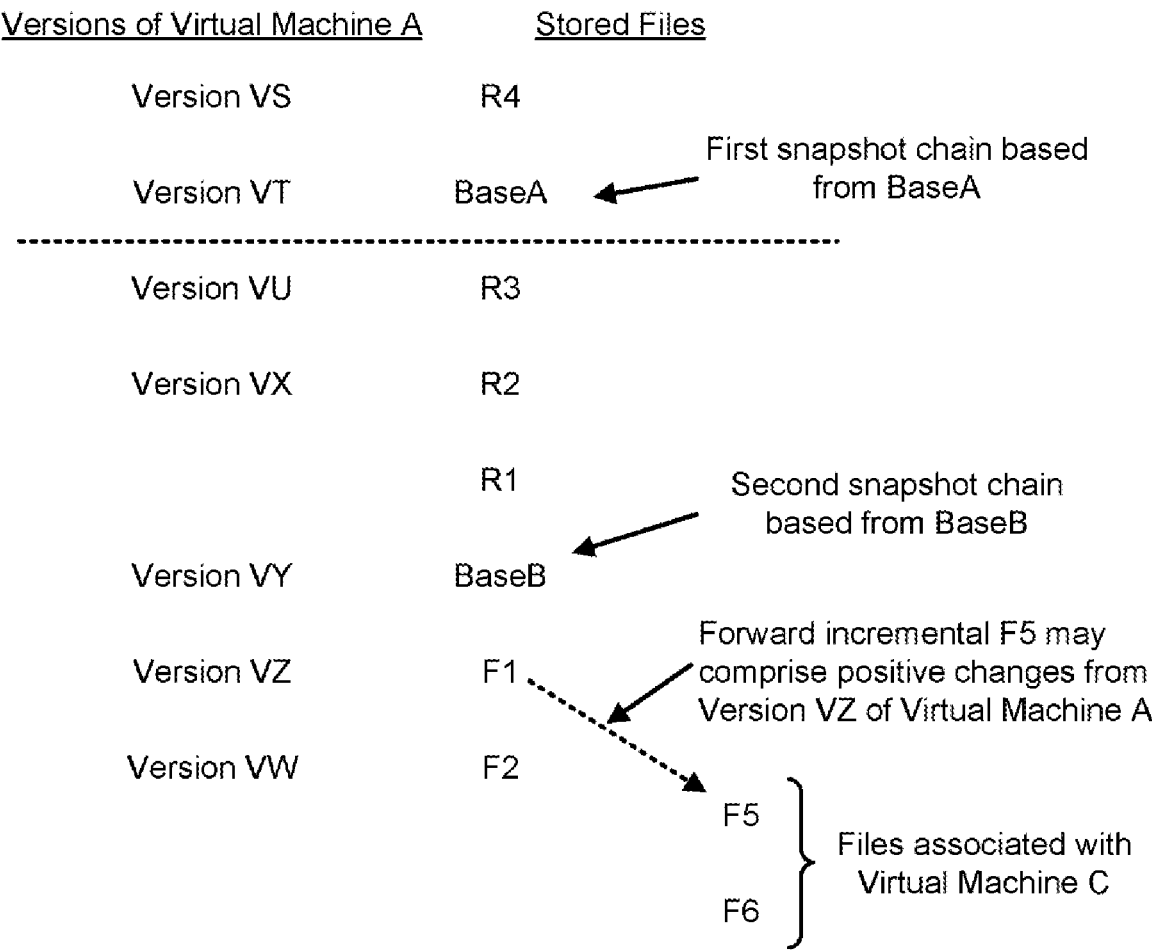 Versions of Virtual Machine A Stored Files
Version VS R4
First snapshot chain based
from BaseA
Version VT BaseA
Version VU R3
Version VX R2
R1
Second snapshot chain
based from BaseB
Version VY BaseB
Forward incremental F5 may
comprise positive changes from
Version VZ of Virtual Machine A
Version VZ F1
Version VW F2
F5
Files associated with
Virtual Machine C
F6